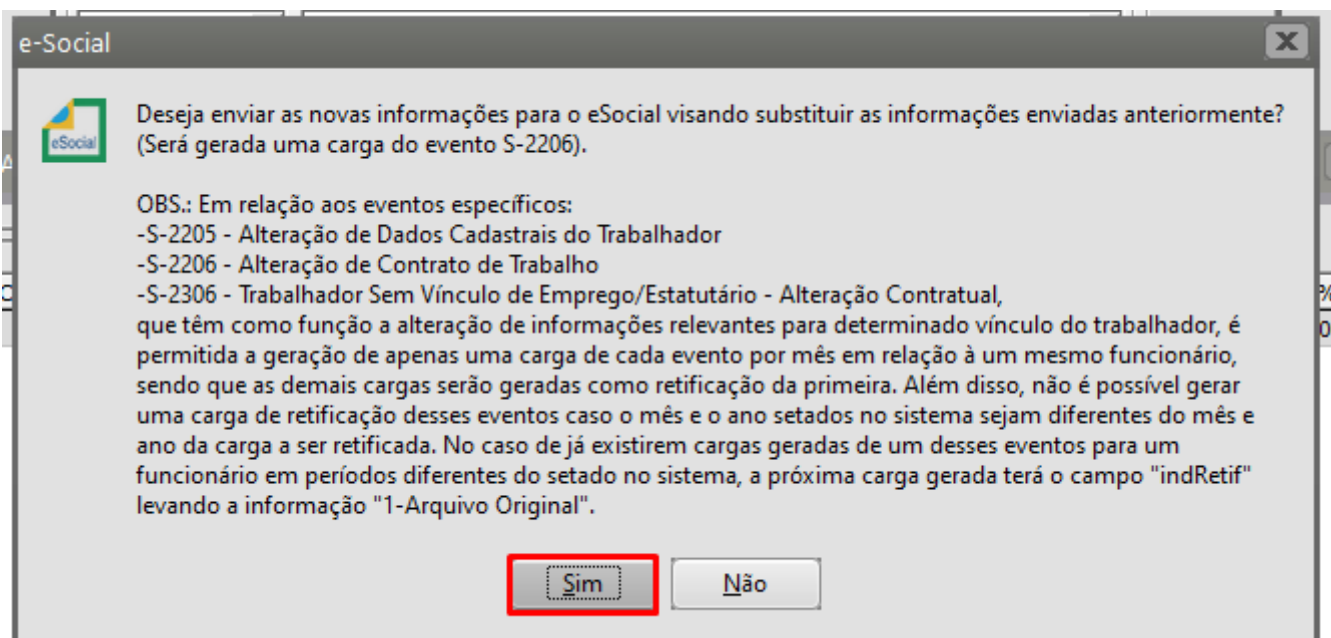 e-Social
eSocial
Deseja enviar as novas informações para o eSocial visando substituir as informações enviadas anteriormente?
(Será gerada uma carga do evento S-2206).
OBS.: Em relação aos eventos específicos:
-S-2205 - Alteração de Dados Cadastrais do Trabalhador
-S-2206 - Alteração de Contrato de Trabalho
-S-2306 - Trabalhador Sem Vínculo de Emprego/Estatutário - Alteração Contratual,
que têm como função a alteração de informações relevantes para determinado vínculo do trabalhador, é
permitida a geração de apenas uma carga de cada evento por mês em relação à um mesmo funcionário,
sendo que as demais cargas serão geradas como retificação da primeira. Além disso, não é possível gerar
uma carga de retificação desses eventos caso o mês e o ano setados no sistema sejam diferentes do mês e
ano da carga a ser retificada. No caso de já existirem cargas geradas de um desses eventos para um
funcionário em períodos diferentes do setado no sistema, a próxima carga gerada terá o campo "indRetif"
levando a informação "1-Arquivo Original".
Sim
Não